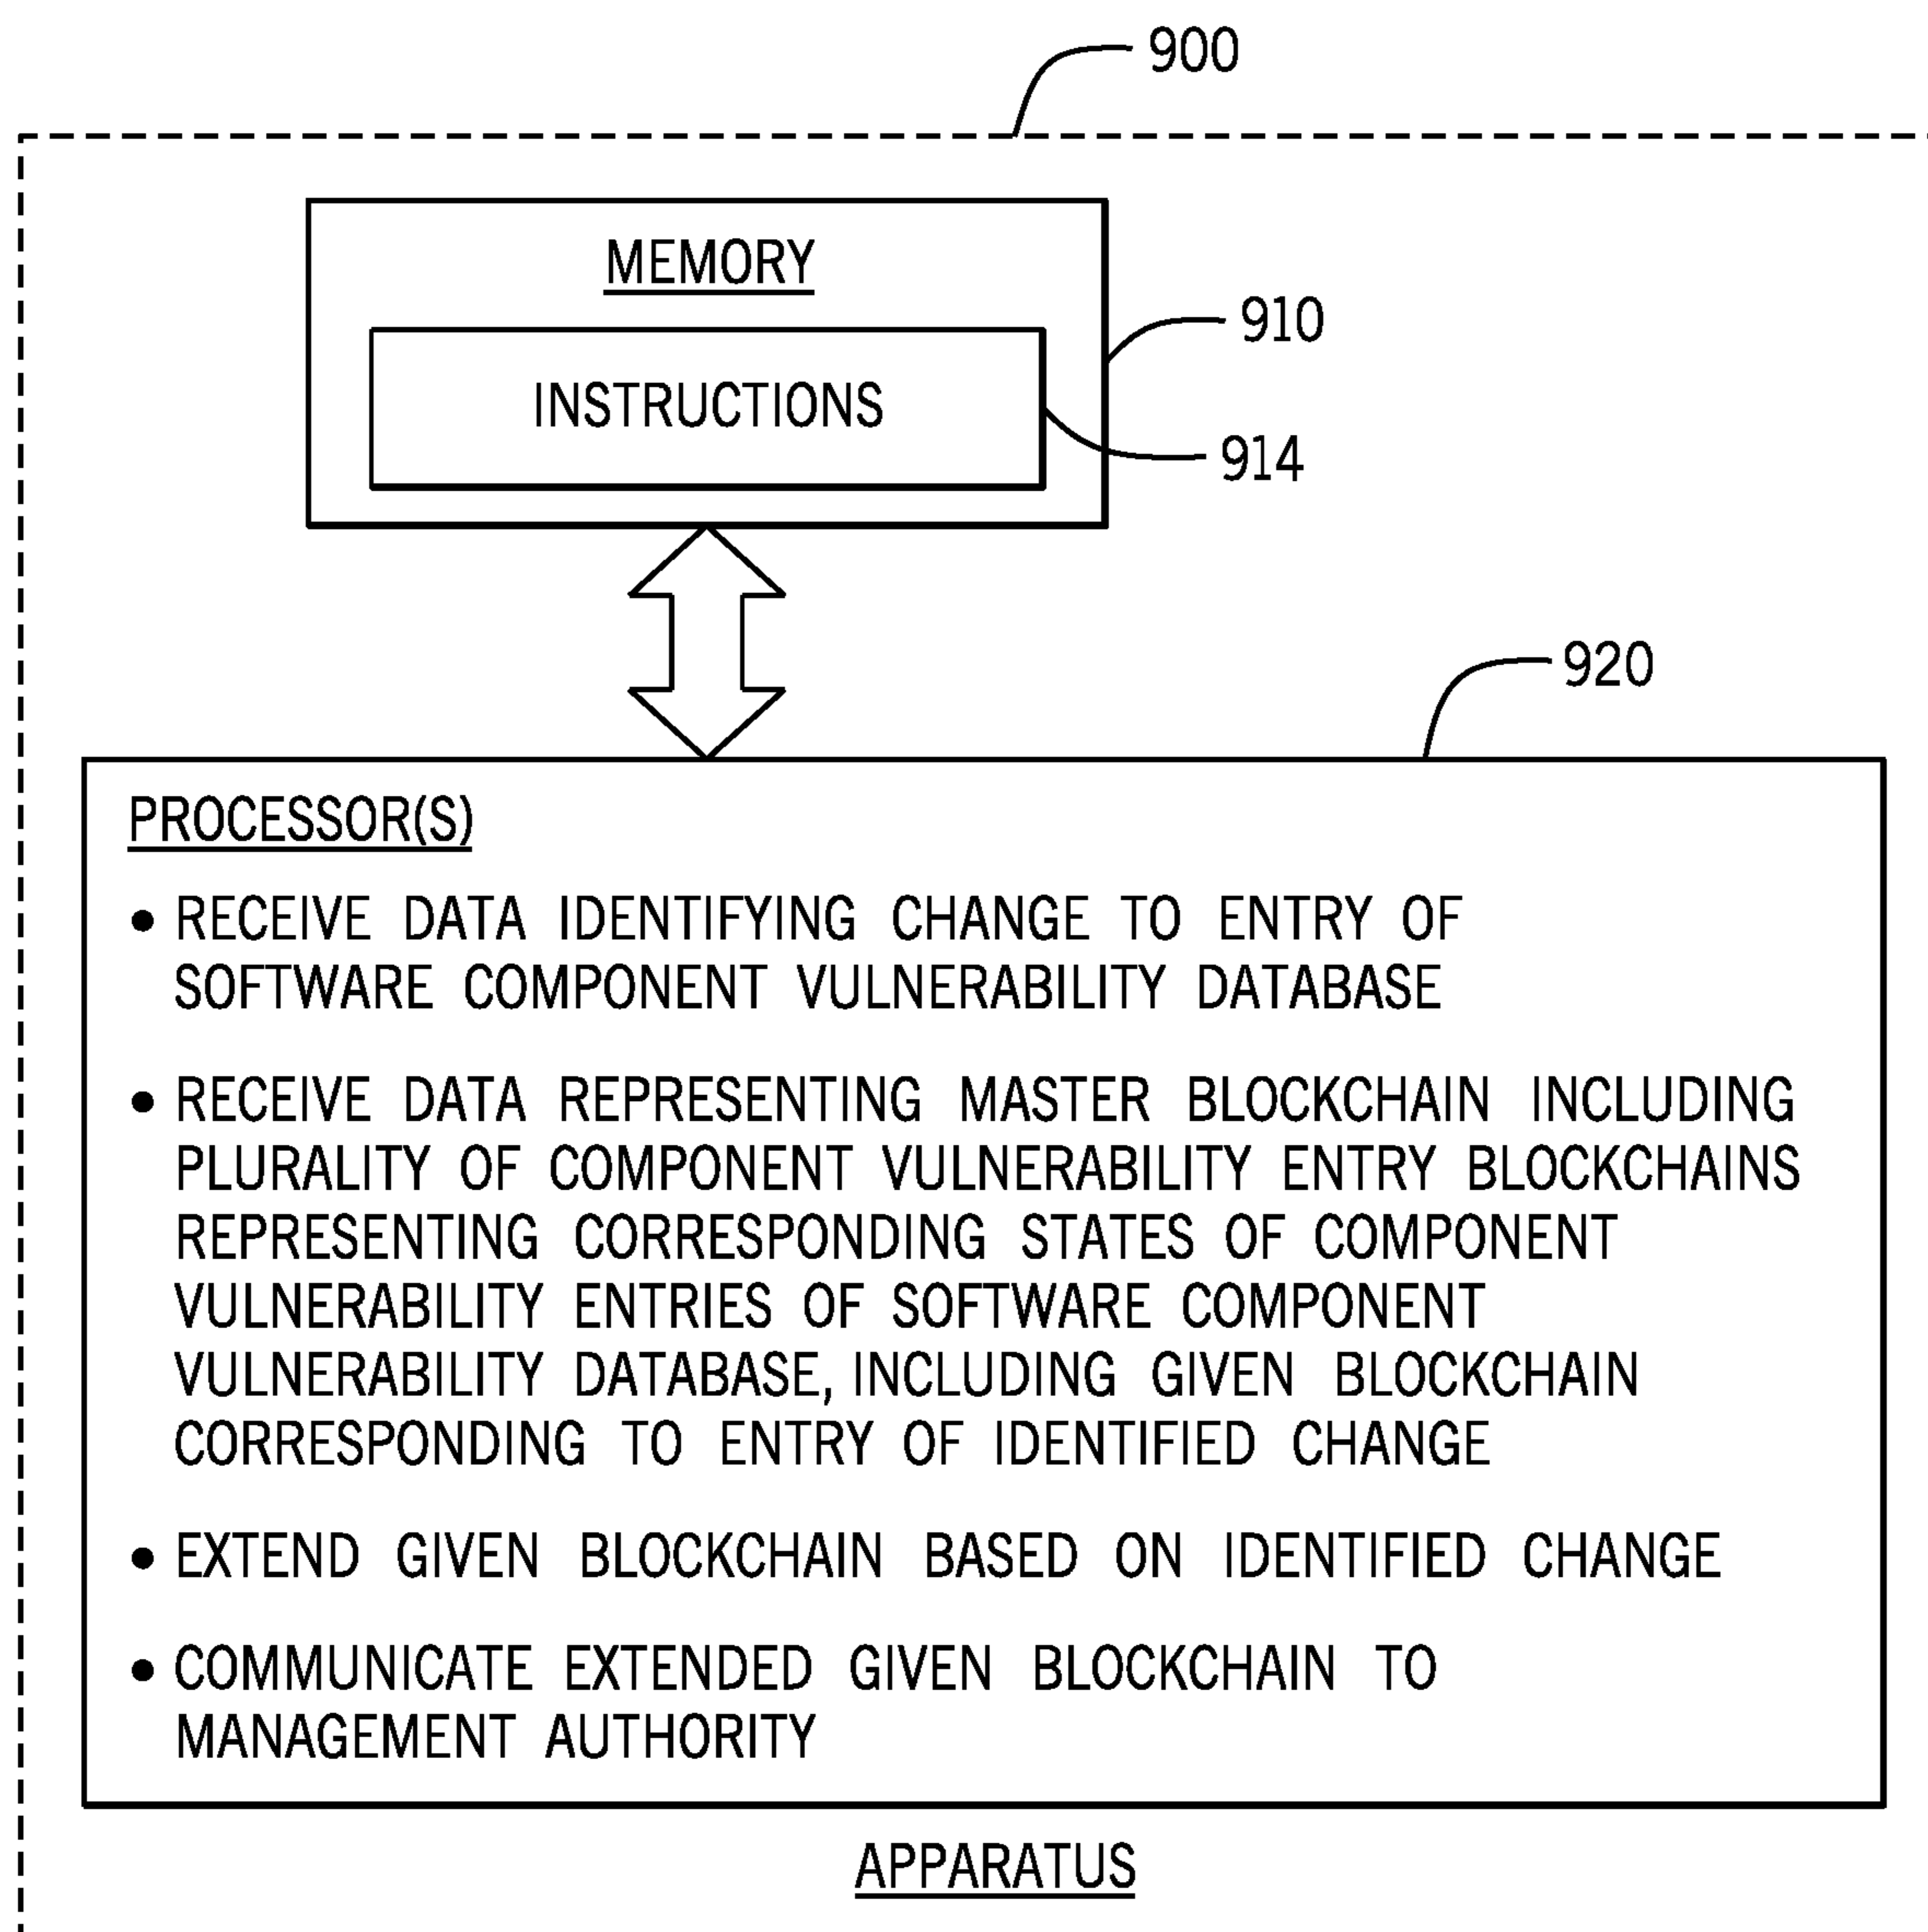 900
MEMORY
910
INSTRUCTIONS
914
920
PROCESSOR(S)
• RECEIVE DATA IDENTIFYING CHANGE TO ENTRY OF
SOFTWARE COMPONENT VULNERABILITY DATABASE
• RECEIVE DATA REPRESENTING MASTER BLOCKCHAIN INCLUDING
PLURALITY OF COMPONENT VULNERABILITY ENTRY BLOCKCHAINS
REPRESENTING CORRESPONDING STATES OF COMPONENT
VULNERABILITY ENTRIES OF SOFTWARE COMPONENT
VULNERABILITY DATABASE, INCLUDING GIVEN BLOCKCHAIN
CORRESPONDING TO ENTRY OF IDENTIFIED CHANGE
• EXTEND GIVEN BLOCKCHAIN BASED ON IDENTIFIED CHANGE
• COMMUNICATE EXTENDED GIVEN BLOCKCHAIN TO
MANAGEMENT AUTHORITY
APPARATUS